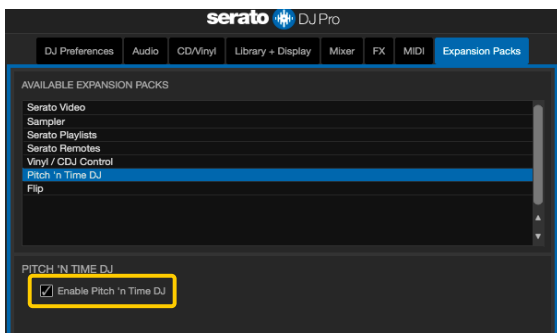 serato DJ Pro
DJ Preferences Audio CD/Vinyl Library + Display Mixer FX MIDI Expansion Packs
AVAILABLE EXPANSION PACKS
Serato Video
Sampler
Serato Playlists
Serato Remotes
Vinyl / CDJ Control
Pitch 'n Time DJ
Flip
PITCH 'N TIME DJ
Enable Pitch 'n Time DJ